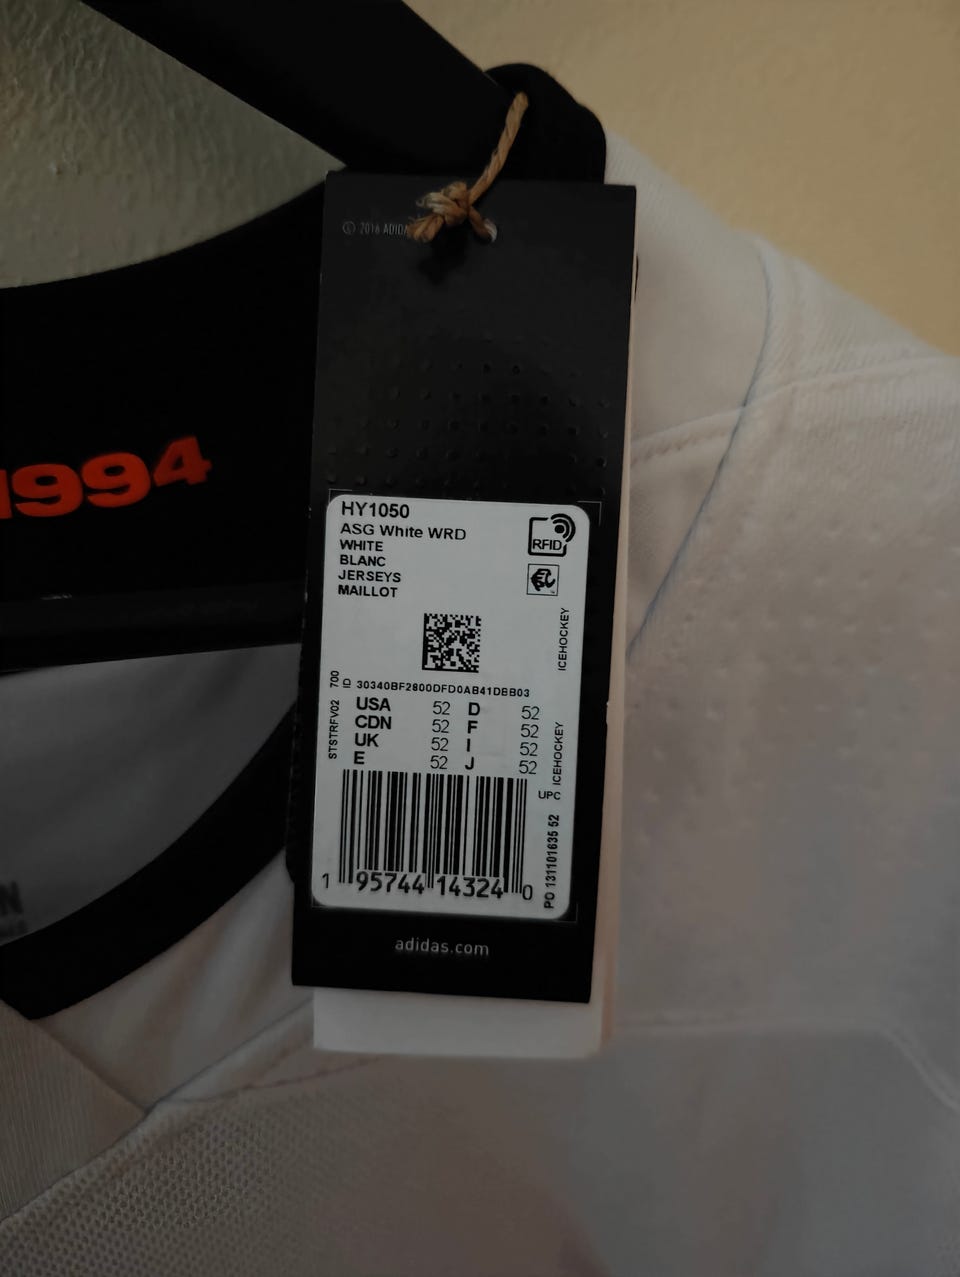 © 2016 ADIDA
1994
HY1050
ASG White WRD
WHITE
BLANC
JERSEYS
MAILLOT
RFID
ICEHOCKEY
ID 30340BF2800DFD0AB41DBB03
STSTRFV02 700
USA 52 D 52
CDN 52 F 52
UK 52 I 52
E 52 J 52
ICEHOCKEY
UPC
PO 131101635 52
1 95744 14324 0
adidas.com